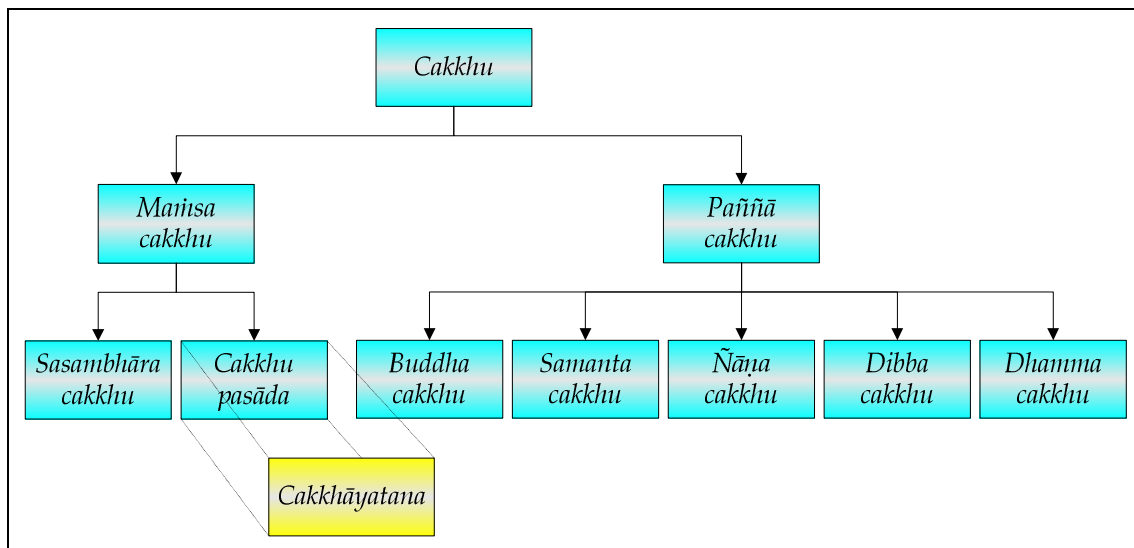 Cakkhu
Maṁsa
cakkhu
Paññā
cakkhu
Sasambhāra
cakkhu
Cakkhu
pasāda
Buddha
cakkhu
Samanta
cakkhu
Ñāṇa
cakkhu
Dibba
cakkhu
Dhamma
cakkhu
Cakkhāyatana